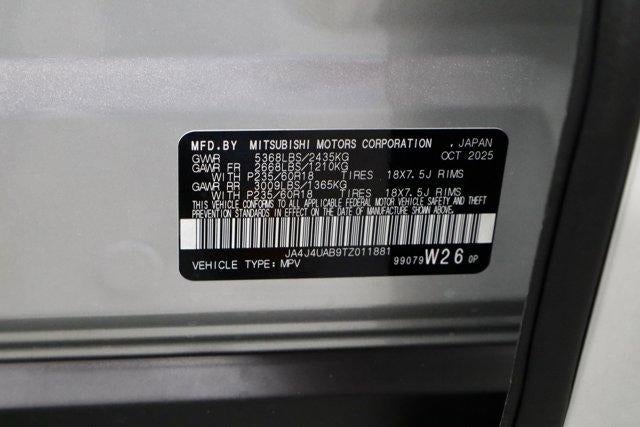 MFD.BY MITSUBISHI MOTORS CORPORATION , JAPAN
GVWR 5368LBS/2435KG OCT 2025
GAWR FR 2668LBS/1210KG
WITH P235/60R18 TIRES 18X7.5J RIMS
GAWR RR 3009LBS/1365KG
WITH P235/60R18 TIRES 18X7.5J RIMS
THIS VEHICLE CONFORMS TO ALL APPLICABLE FEDERAL MOTOR VEHICLE SAFETY AND THEFT
PREVENTION STANDARDS IN EFFECT ON THE DATE OF MANUFACTURE SHOWN ABOVE.
JA4J4UAB9TZ011881
VEHICLE TYPE: MPV 99079 W26 0P